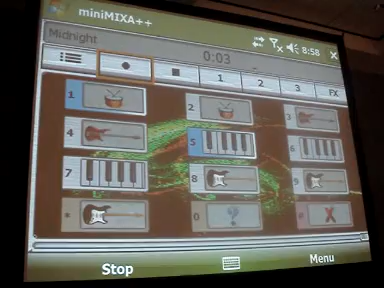 miniMIXA++
8:58
Midnight
0:03
1 2 3 FX
1 2 3
4 5 6
7 8 9
* 0 #
Stop Menu